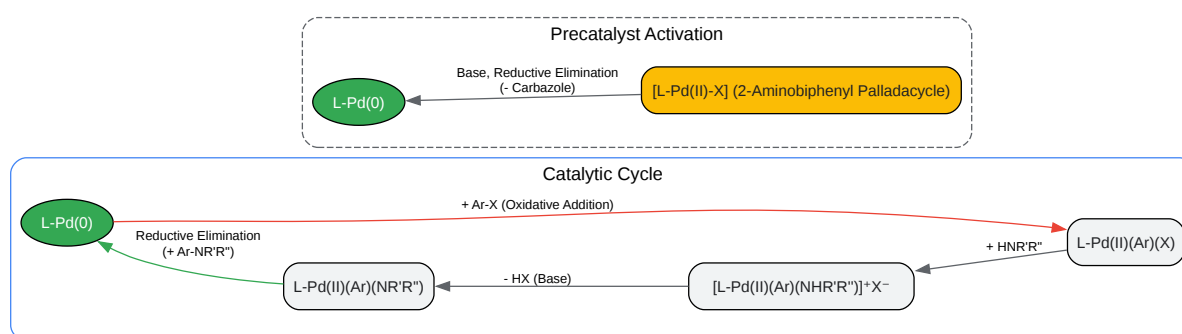 Precatalyst Activation
Base, Reductive Elimination
(- Carbazole)
L-Pd(0)
[L-Pd(II)-X] (2-Aminobiphenyl Palladacycle)
Catalytic Cycle
L-Pd(0)
+ Ar-X (Oxidative Addition)
Reductive Elimination
(+ Ar-NR'R")
+ HNR'R"
L-Pd(II)(Ar)(X)
L-Pd(II)(Ar)(NR'R")
- HX (Base)
[L-Pd(II)(Ar)(NHR'R")]⁺X⁻